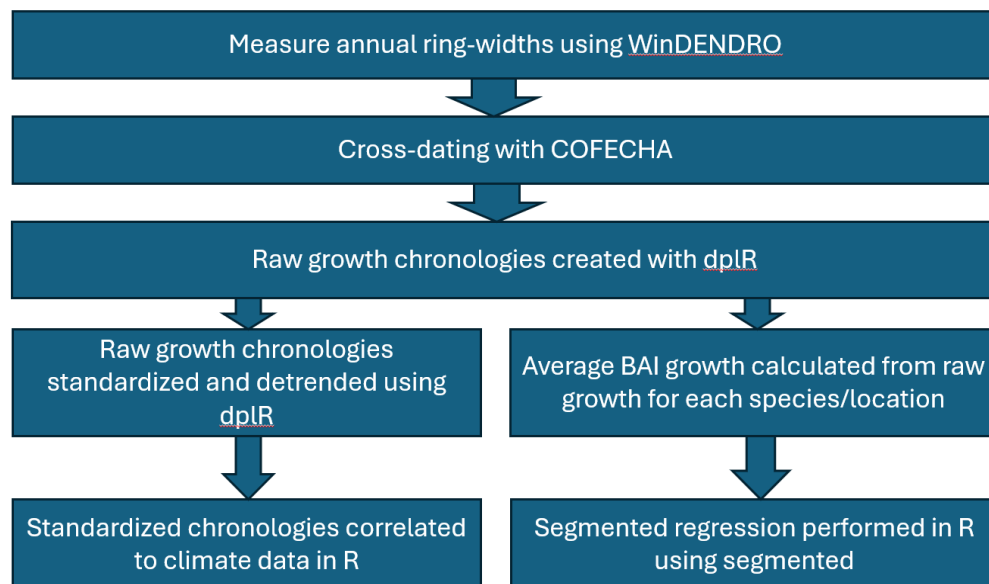 Measure annual ring-widths using WinDENDRO
Cross-dating with COFECHA
Raw growth chronologies created with dplR
Raw growth chronologies
standardized and detrended using
dplR
Average BAI growth calculated from raw
growth for each species/location
Standardized chronologies correlated
to climate data in R
Segmented regression performed in R
using segmented